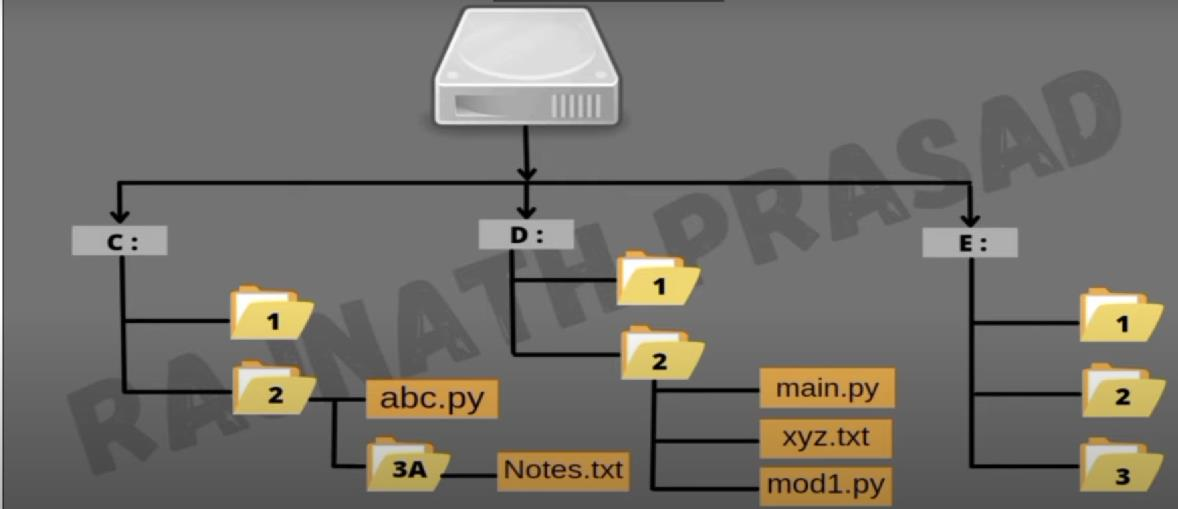 RAJNATH PRASAD
C :
D :
E :
1
2
abc.py
3A
Notes.txt
1
2
main.py
xyz.txt
mod1.py
1
2
3